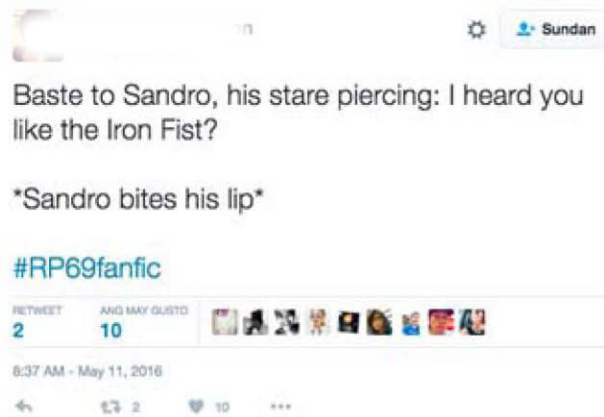 Sundan
Baste to Sandro, his stare piercing: I heard you
like the Iron Fist?
*Sandro bites his lip*
#RP69fanfic
RETWEET
ANG MAY GUSTO
2
10
8:37 AM - May 11, 2016
2
10